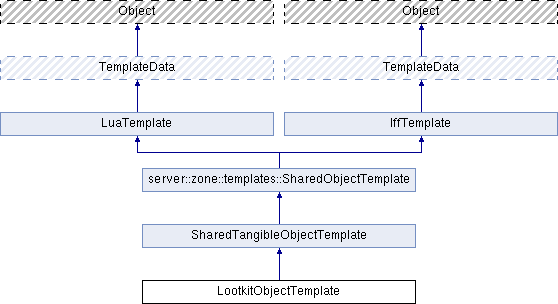 Object Object
TemplateData TemplateData
LuaTemplate IffTemplate
server::zone::templates::SharedObjectTemplate
SharedTangibleObjectTemplate
LootkitObjectTemplate